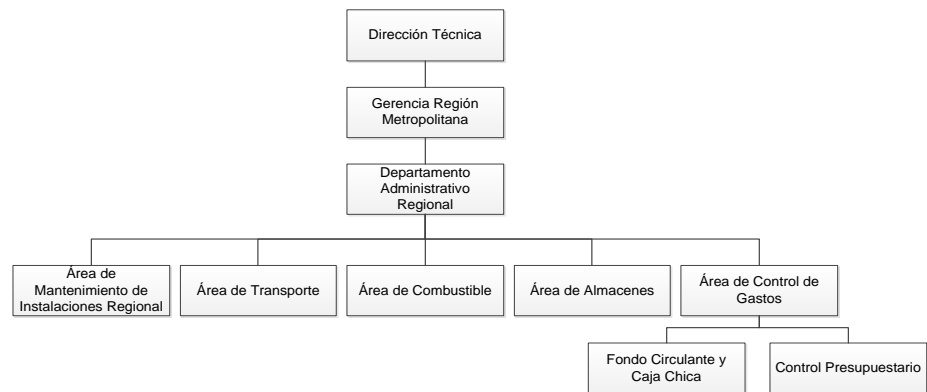 Dirección Técnica
Gerencia Región
Metropolitana
Departamento
Administrativo
Regional
Área de
Mantenimiento de
Instalaciones Regional
Área de Transporte
Área de Combustible
Área de Almacenes
Área de Control de
Gastos
Fondo Circulante y
Caja Chica
Control Presupuestario